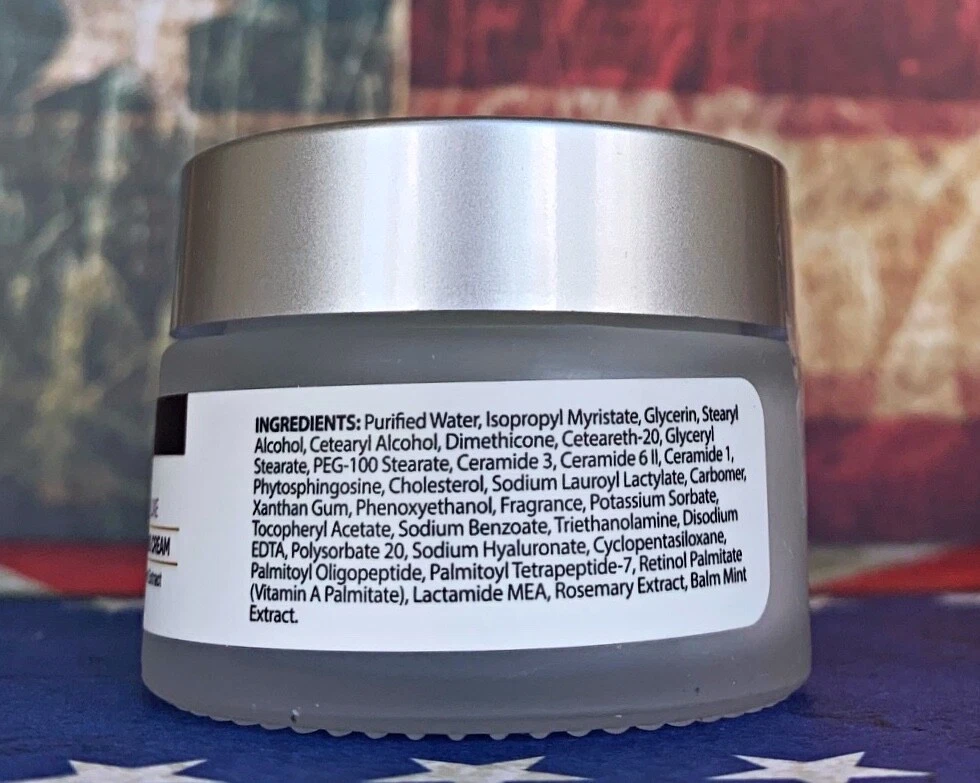 INGREDIENTS: Purified Water, Isopropyl Myristate, Glycerin, Stearyl
Alcohol, Cetearyl Alcohol, Dimethicone, Ceteareth-20, Glyceryl
Stearate, PEG-100 Stearate, Ceramide 3, Ceramide 6 II, Ceramide 1,
Phytosphingosine, Cholesterol, Sodium Lauroyl Lactylate, Carbomer,
Xanthan Gum, Phenoxyethanol, Fragrance, Potassium Sorbate,
Tocopheryl Acetate, Sodium Benzoate, Triethanolamine, Disodium
EDTA, Polysorbate 20, Sodium Hyaluronate, Cyclopentasiloxane,
Palmitoyl Oligopeptide, Palmitoyl Tetrapeptide-7, Retinol Palmitate
(Vitamin A Palmitate), Lactamide MEA, Rosemary Extract, Balm Mint
Extract.
CREAM
Extract